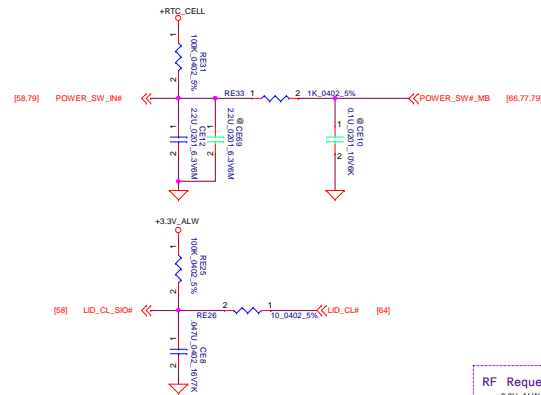 +RTC_CELL
1
RE31
100K_0402_5%
2
[58,79] POWER_SW_IN#
RE33 1 2 1K_0402_5%
POWER_SW#_MB [66,77,79]
1
CE12
2.2U_0201_6.3V6M
2
1
@ CE69
2.2U_0201_6.3V6M
2
1
@ CE10
0.1U_0201_10V6K
2
+3.3V_ALW
1
RE25
100K_0402_5%
2
[58] LID_CL_SIO#
RE26 2 1 10_0402_5%
LID_CL# [64]
1
CE8
.047U_0402_16V7K
2
RF Reque